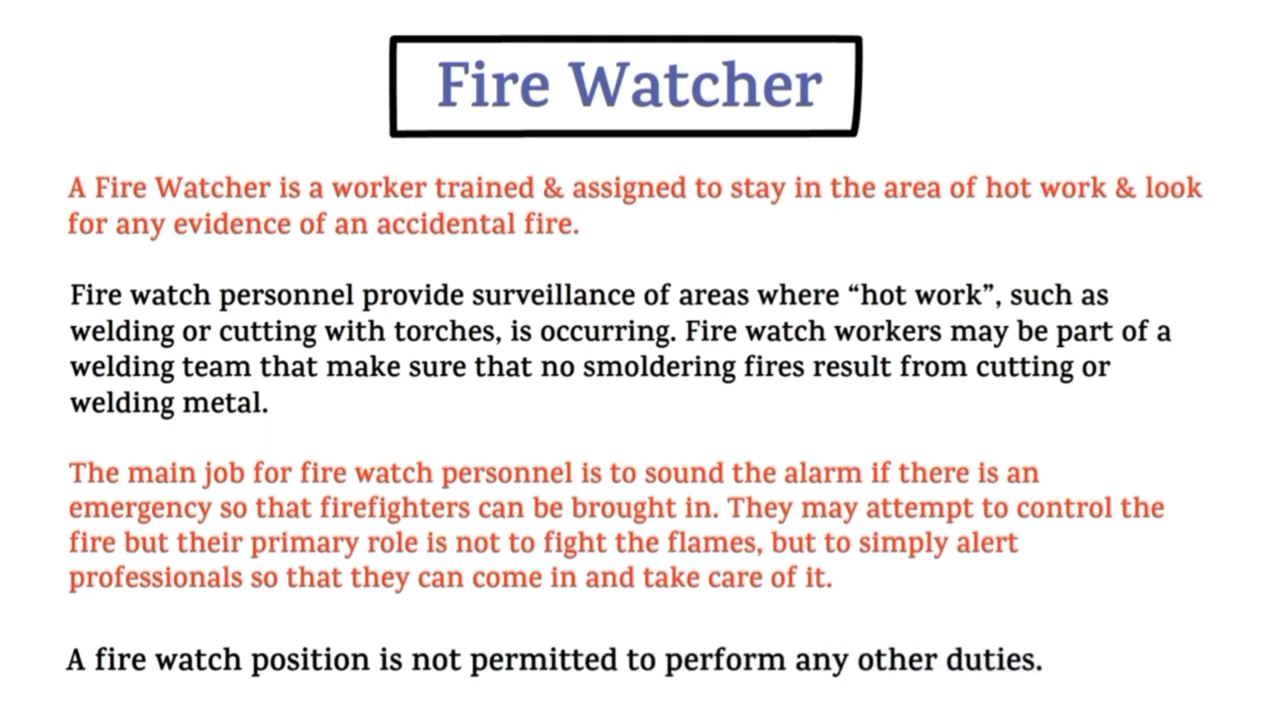 Fire Watcher
A Fire Watcher is a worker trained & assigned to stay in the area of hot work & look
for any evidence of an accidental fire.
Fire watch personnel provide surveillance of areas where “hot work”, such as
welding or cutting with torches, is occurring. Fire watch workers may be part of a
welding team that make sure that no smoldering fires result from cutting or
welding metal.
The main job for fire watch personnel is to sound the alarm if there is an
emergency so that firefighters can be brought in. They may attempt to control the
fire but their primary role is not to fight the flames, but to simply alert
professionals so that they can come in and take care of it.
A fire watch position is not permitted to perform any other duties.